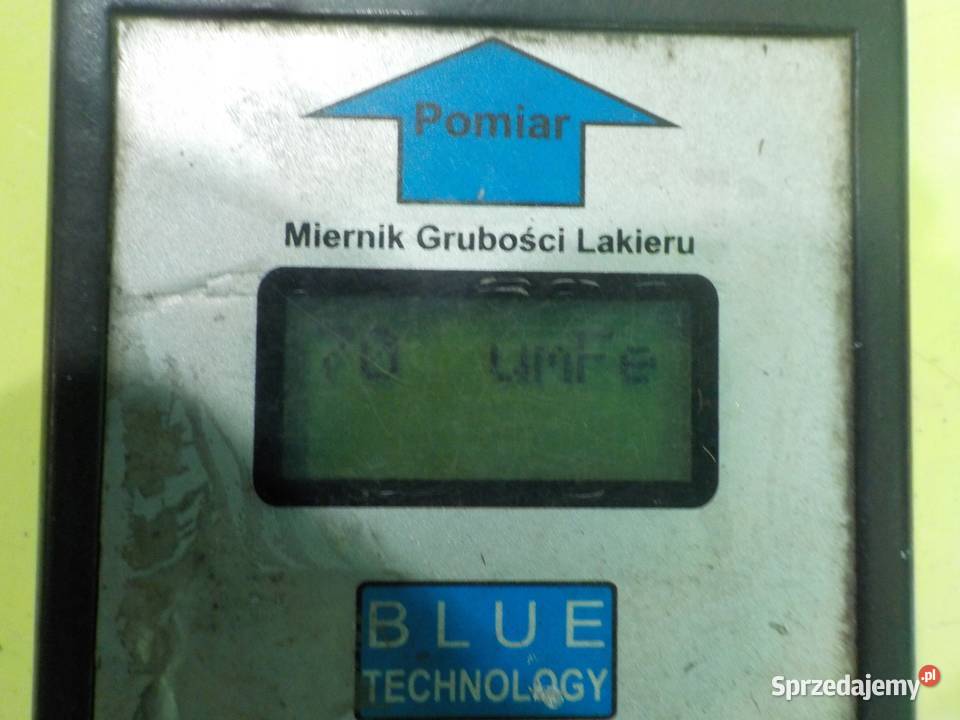 Pomiar
Miernik Grubości Lakieru
70 umFe
BLUE
TECHNOLOGY
Sprzedajemy.pl